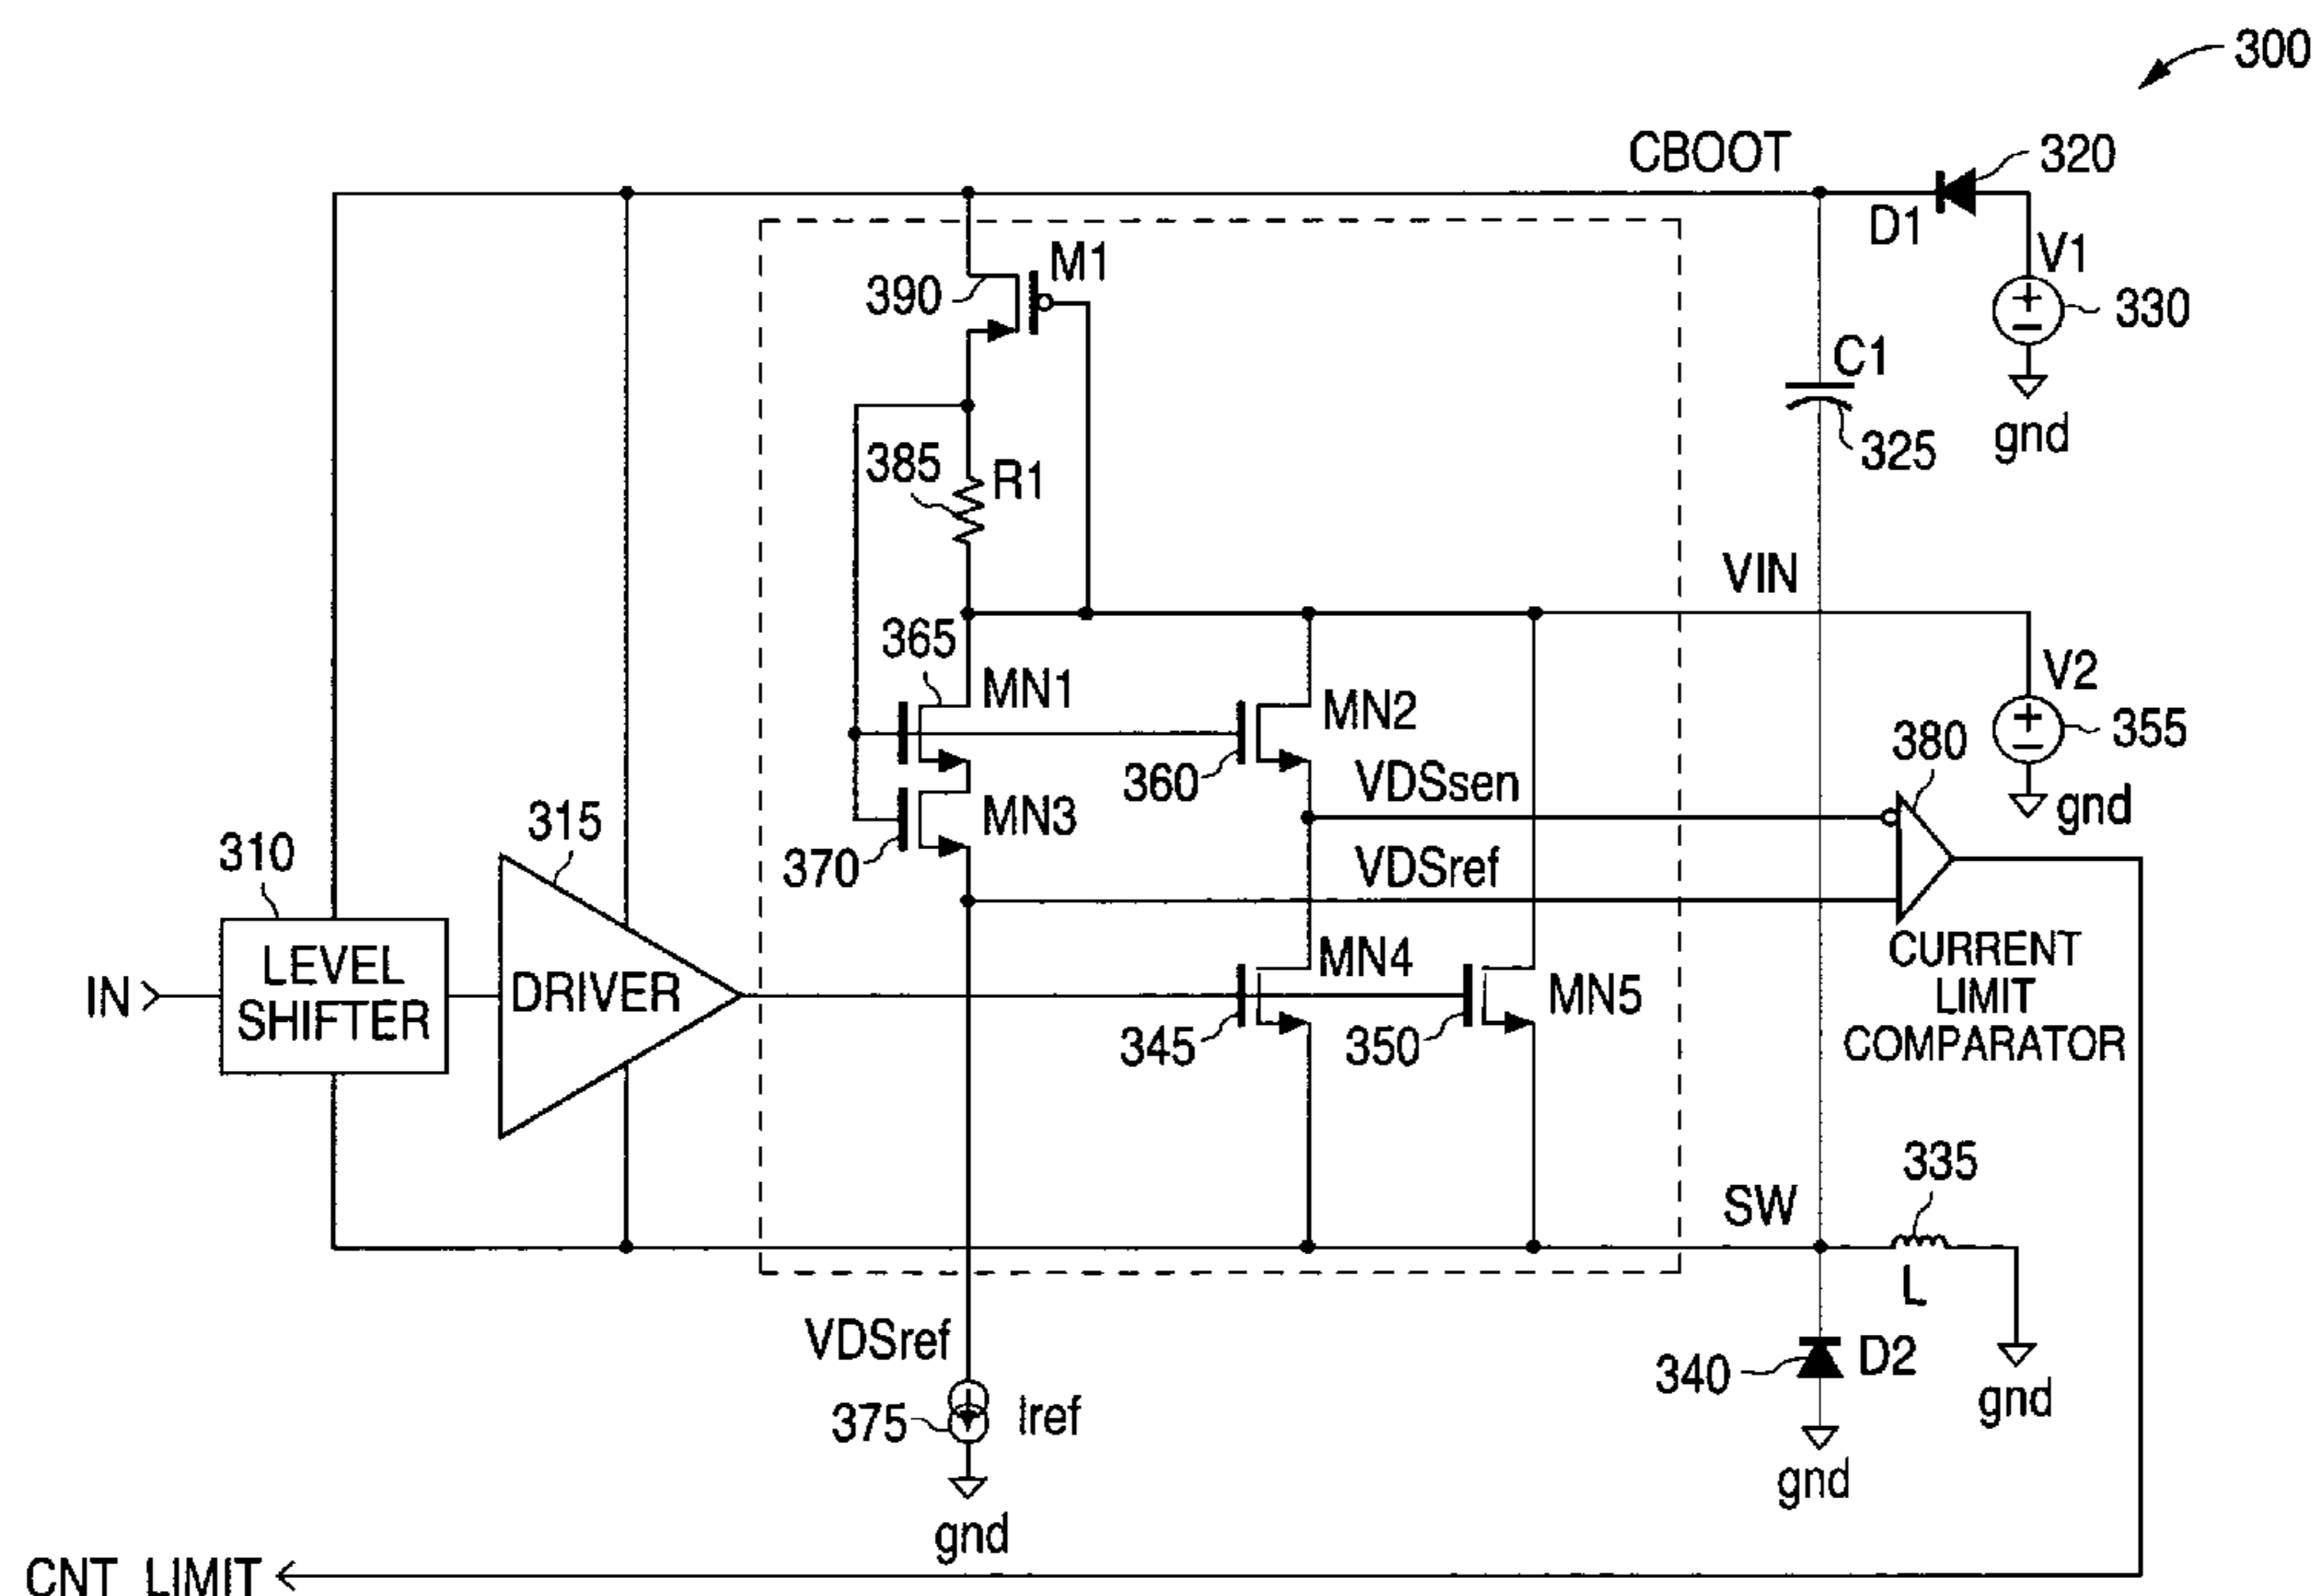 300
CBOOT
320
D1
V1
330
gnd
390
M1
C1
325
385
R1
VIN
365
MN1
MN2
360
V2
355
gnd
380
VDSsen
VDSref
MN3
370
310
LEVEL
SHIFTER
315
DRIVER
IN
MN4
345
350
MN5
CURRENT
LIMIT
COMPARATOR
SW
335
L
gnd
340
D2
gnd
VDSref
375
Iref
gnd
CNT_LIMIT